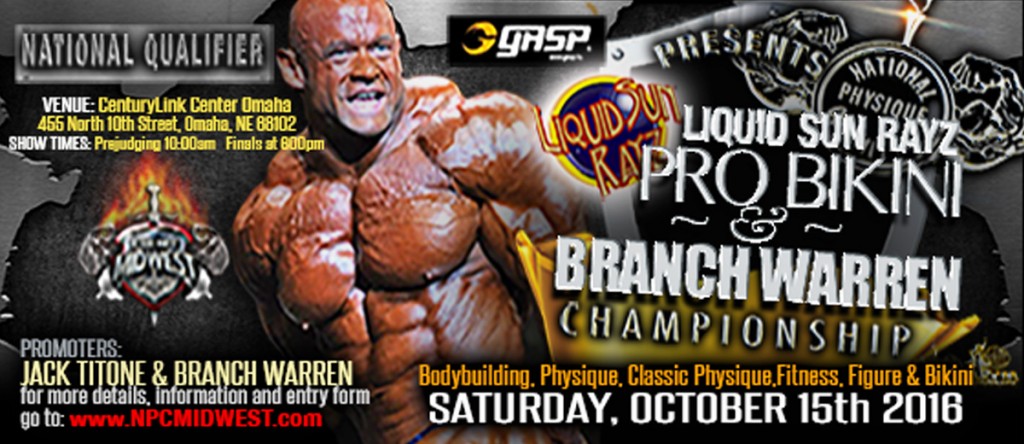 NATIONAL QUALIFIER
VENUE: CenturyLink Center Omaha
455 North 10th Street, Omaha, NE 68102
SHOW TIMES: Prejudging 10:00am Finals at 600pm
MIDWEST
PROMOTERS:
JACK TITONE & BRANCH WARREN
for more details, information and entry form
go to: www.NPCMIDWEST.com
GASP
LIQUID SUN
RAYZ
PRESENTS
NATIONAL
PHYSIQUE
LIQUID SUN RAYZ
PRO BIKINI
~ & ~
BRANCH WARREN
CHAMPIONSHIP
Bodybuilding, Physique, Classic Physique,Fitness, Figure & Bikini
SATURDAY, OCTOBER 15th 2016